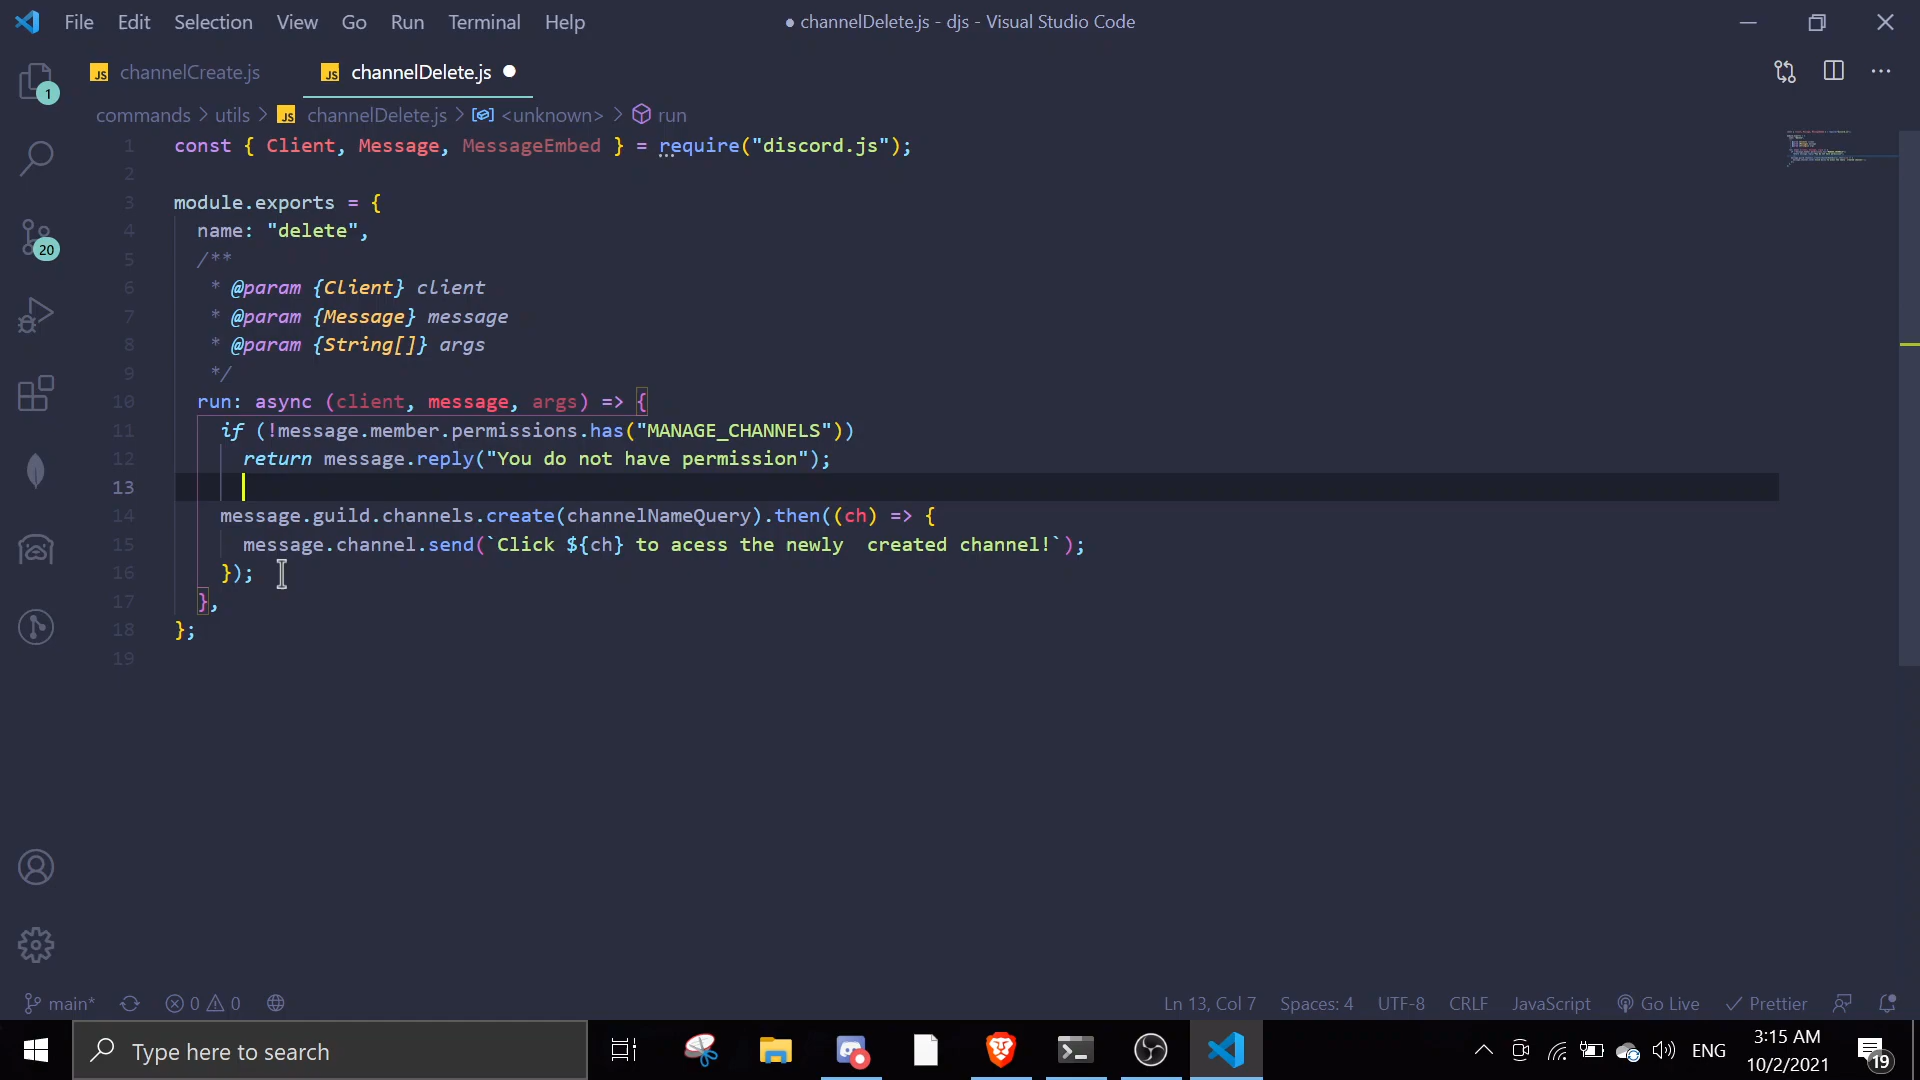 File Edit Selection View Go Run Terminal Help
● channelDelete.js - djs - Visual Studio Code
JS channelCreate.js
JS channelDelete.js ●
commands > utils > JS channelDelete.js > <unknown> > run
1 const { Client, Message, MessageEmbed } = require("discord.js");
2
3 module.exports = {
4 name: "delete",
5 /**
6 * @param {Client} client
7 * @param {Message} message
8 * @param {String[]} args
9 */
10 run: async (client, message, args) => {
11 if (!message.member.permissions.has("MANAGE_CHANNELS"))
12 return message.reply("You do not have permission");
13
14 message.guild.channels.create(channelNameQuery).then((ch) => {
15 message.channel.send(`Click ${ch} to acess the newly  created channel!`);
16 });
17 },
18 };
19
1
20
main* 0 0
Ln 13, Col 7 Spaces: 4 UTF-8 CRLF JavaScript Go Live Prettier
Type here to search
ENG
3:15 AM
10/2/2021
19